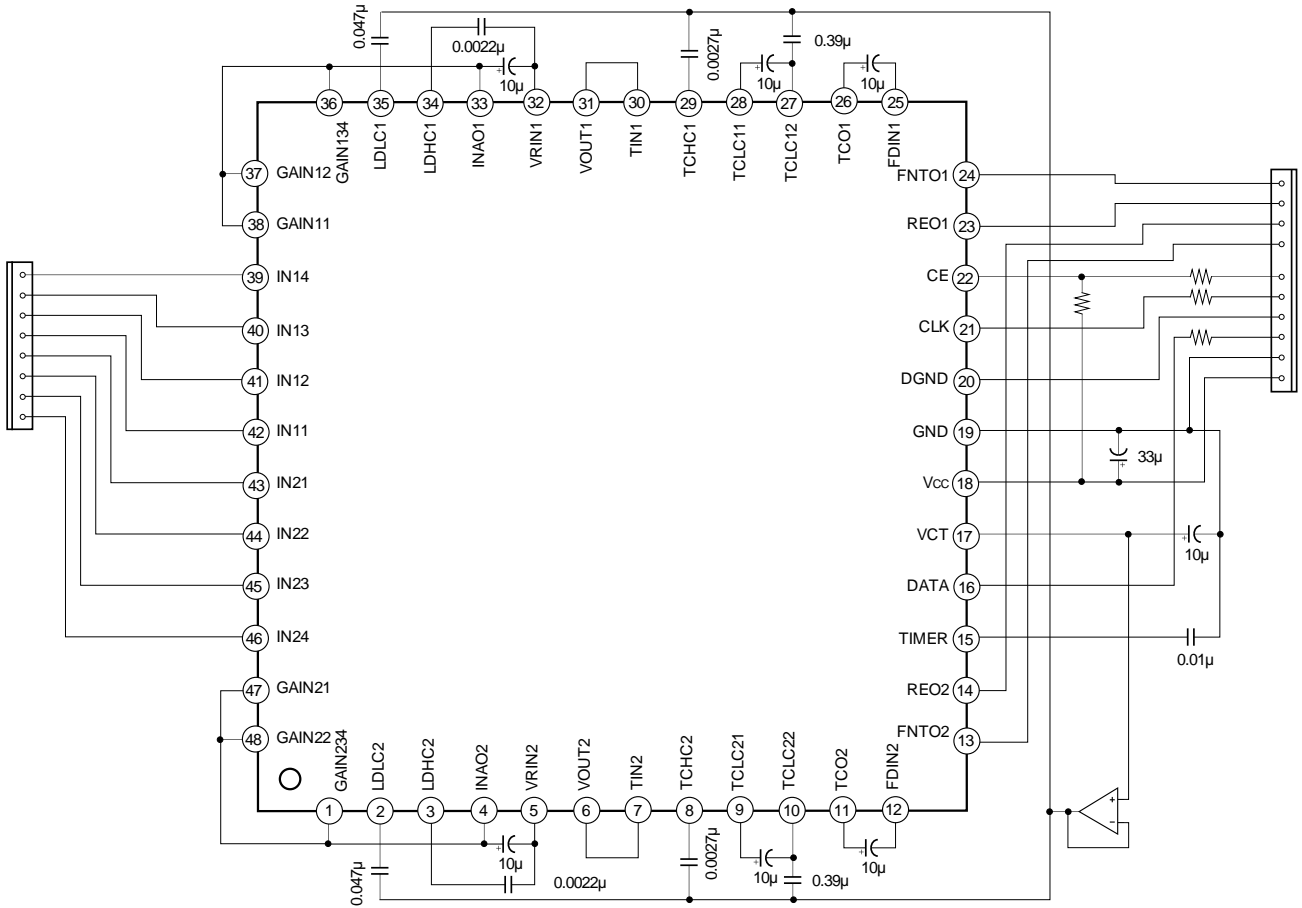 0.047µ
0.0022µ
10µ
0.0027µ
10µ
0.39µ
10µ
36 35 34 33 32 31 30 29 28 27 26 25
GAIN134
LDLC1
LDHC1
INAO1
VRIN1
VOUT1
TIN1
TCHC1
TCLC11
TCLC12
TCO1
FDIN1
37 GAIN12
38 GAIN11
39 IN14
40 IN13
41 IN12
42 IN11
43 IN21
44 IN22
45 IN23
46 IN24
47 GAIN21
48 GAIN22
FNTO1 24
REO1 23
CE 22
CLK 21
DGND 20
GND 19
+ 33µ
Vcc 18
VCT 17
+ 10µ
DATA 16
TIMER 15
0.01µ
REO2 14
FNTO2 13
GAIN234
LDLC2
LDHC2
INAO2
VRIN2
VOUT2
TIN2
TCHC2
TCLC21
TCLC22
TCO2
FDIN2
1 2 3 4 5 6 7 8 9 10 11 12
+
−
0.047µ
10µ
0.0022µ
0.0027µ
10µ
0.39µ
10µ